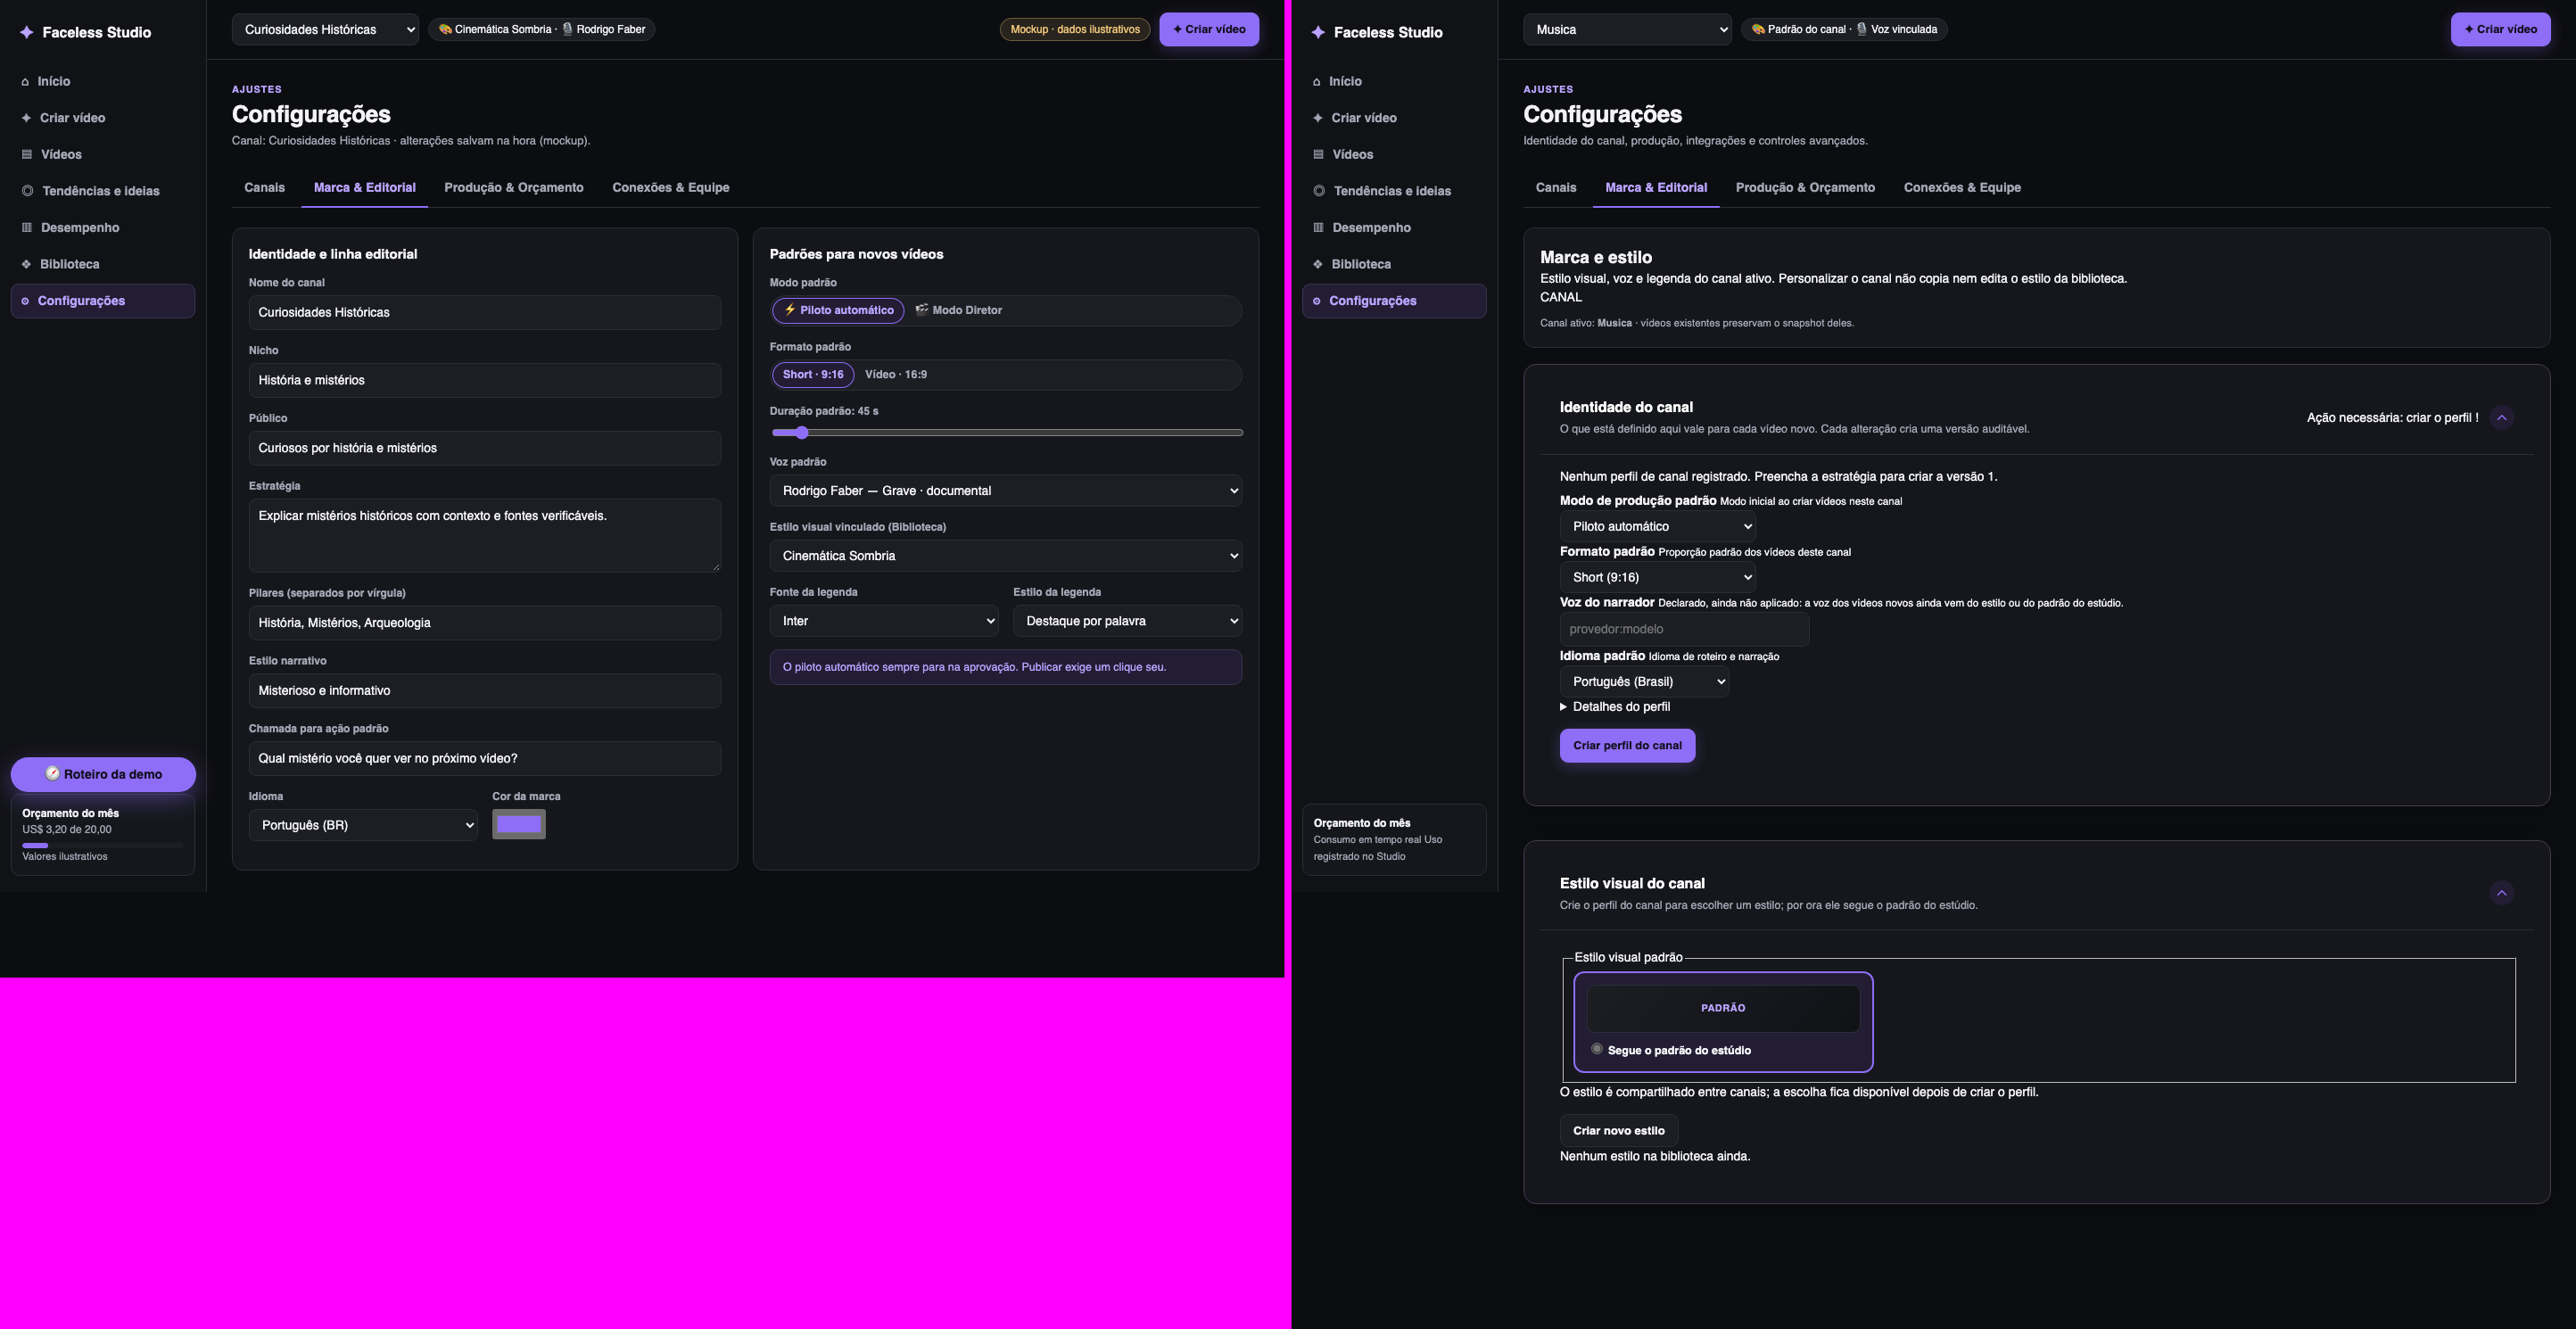 Faceless Studio
Início
Criar vídeo
Vídeos
Tendências e ideias
Desempenho
Biblioteca
Configurações
Roteiro da demo
Orçamento do mês
US$ 3,20 de 20,00
Valores ilustrativos
Curiosidades Históricas
Cinemática Sombria · Rodrigo Faber
Mockup · dados ilustrativos
Criar vídeo
AJUSTES
Configurações
Canal: Curiosidades Históricas · alterações salvam na hora (mockup).
Canais
Marca & Editorial
Produção & Orçamento
Conexões & Equipe
Identidade e linha editorial
Nome do canal
Curiosidades Históricas
Nicho
História e mistérios
Público
Curiosos por história e mistérios
Estratégia
Explicar mistérios históricos com contexto e fontes verificáveis.
Pilares (separados por vírgula)
História, Mistérios, Arqueologia
Estilo narrativo
Misterioso e informativo
Chamada para ação padrão
Qual mistério você quer ver no próximo vídeo?
Idioma
Cor da marca
Português (BR)
Padrões para novos vídeos
Modo padrão
Piloto automático
Modo Diretor
Formato padrão
Short · 9:16
Vídeo · 16:9
Duração padrão: 45 s
Voz padrão
Rodrigo Faber — Grave · documental
Estilo visual vinculado (Biblioteca)
Cinemática Sombria
Fonte da legenda
Estilo da legenda
Inter
Destaque por palavra
O piloto automático sempre para na aprovação. Publicar exige um clique seu.
Faceless Studio
Início
Criar vídeo
Vídeos
Tendências e ideias
Desempenho
Biblioteca
Configurações
Orçamento do mês
Consumo em tempo real Uso
registrado no Studio
Musica
Padrão do canal · Voz vinculada
Criar vídeo
AJUSTES
Configurações
Identidade do canal, produção, integrações e controles avançados.
Canais
Marca & Editorial
Produção & Orçamento
Conexões & Equipe
Marca e estilo
Estilo visual, voz e legenda do canal ativo. Personalizar o canal não copia nem edita o estilo da biblioteca.
CANAL
Canal ativo: Musica · vídeos existentes preservam o snapshot deles.
Identidade do canal
O que está definido aqui vale para cada vídeo novo. Cada alteração cria uma versão auditável.
Ação necessária: criar o perfil !
Nenhum perfil de canal registrado. Preencha a estratégia para criar a versão 1.
Modo de produção padrão Modo inicial ao criar vídeos neste canal
Piloto automático
Formato padrão Proporção padrão dos vídeos deste canal
Short (9:16)
Voz do narrador Declarado, ainda não aplicado: a voz dos vídeos novos ainda vem do estilo ou do padrão do estúdio.
provedor:modelo
Idioma padrão Idioma de roteiro e narração
Português (Brasil)
Detalhes do perfil
Criar perfil do canal
Estilo visual do canal
Crie o perfil do canal para escolher um estilo; por ora ele segue o padrão do estúdio.
Estilo visual padrão
PADRÃO
Segue o padrão do estúdio
O estilo é compartilhado entre canais; a escolha fica disponível depois de criar o perfil.
Criar novo estilo
Nenhum estilo na biblioteca ainda.